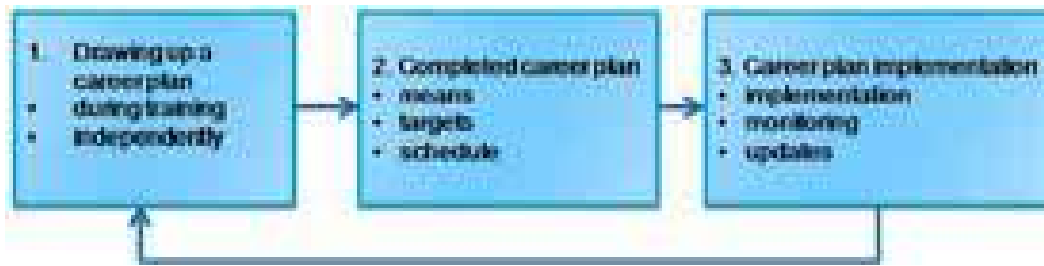 1. Drawing up a
career plan
• during training
• independently
2. Completed career plan
• means
• targets
• schedule
3. Career plan implementation
• implementation
• monitoring
• updates